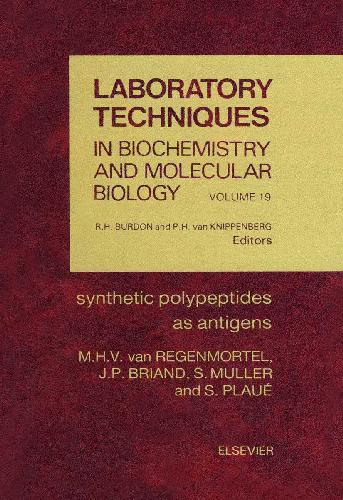 LABORATORY
TECHNIQUES
IN BIOCHEMISTRY
AND MOLECULAR
BIOLOGY VOLUME 19
R.H. BURDON and P.H. van KNIPPENBERG
Editors
synthetic polypeptides
as antigens
M.H.V. van REGENMORTEL,
J.P. BRIAND, S. MULLER
and S. PLAUÉ
ELSEVIER